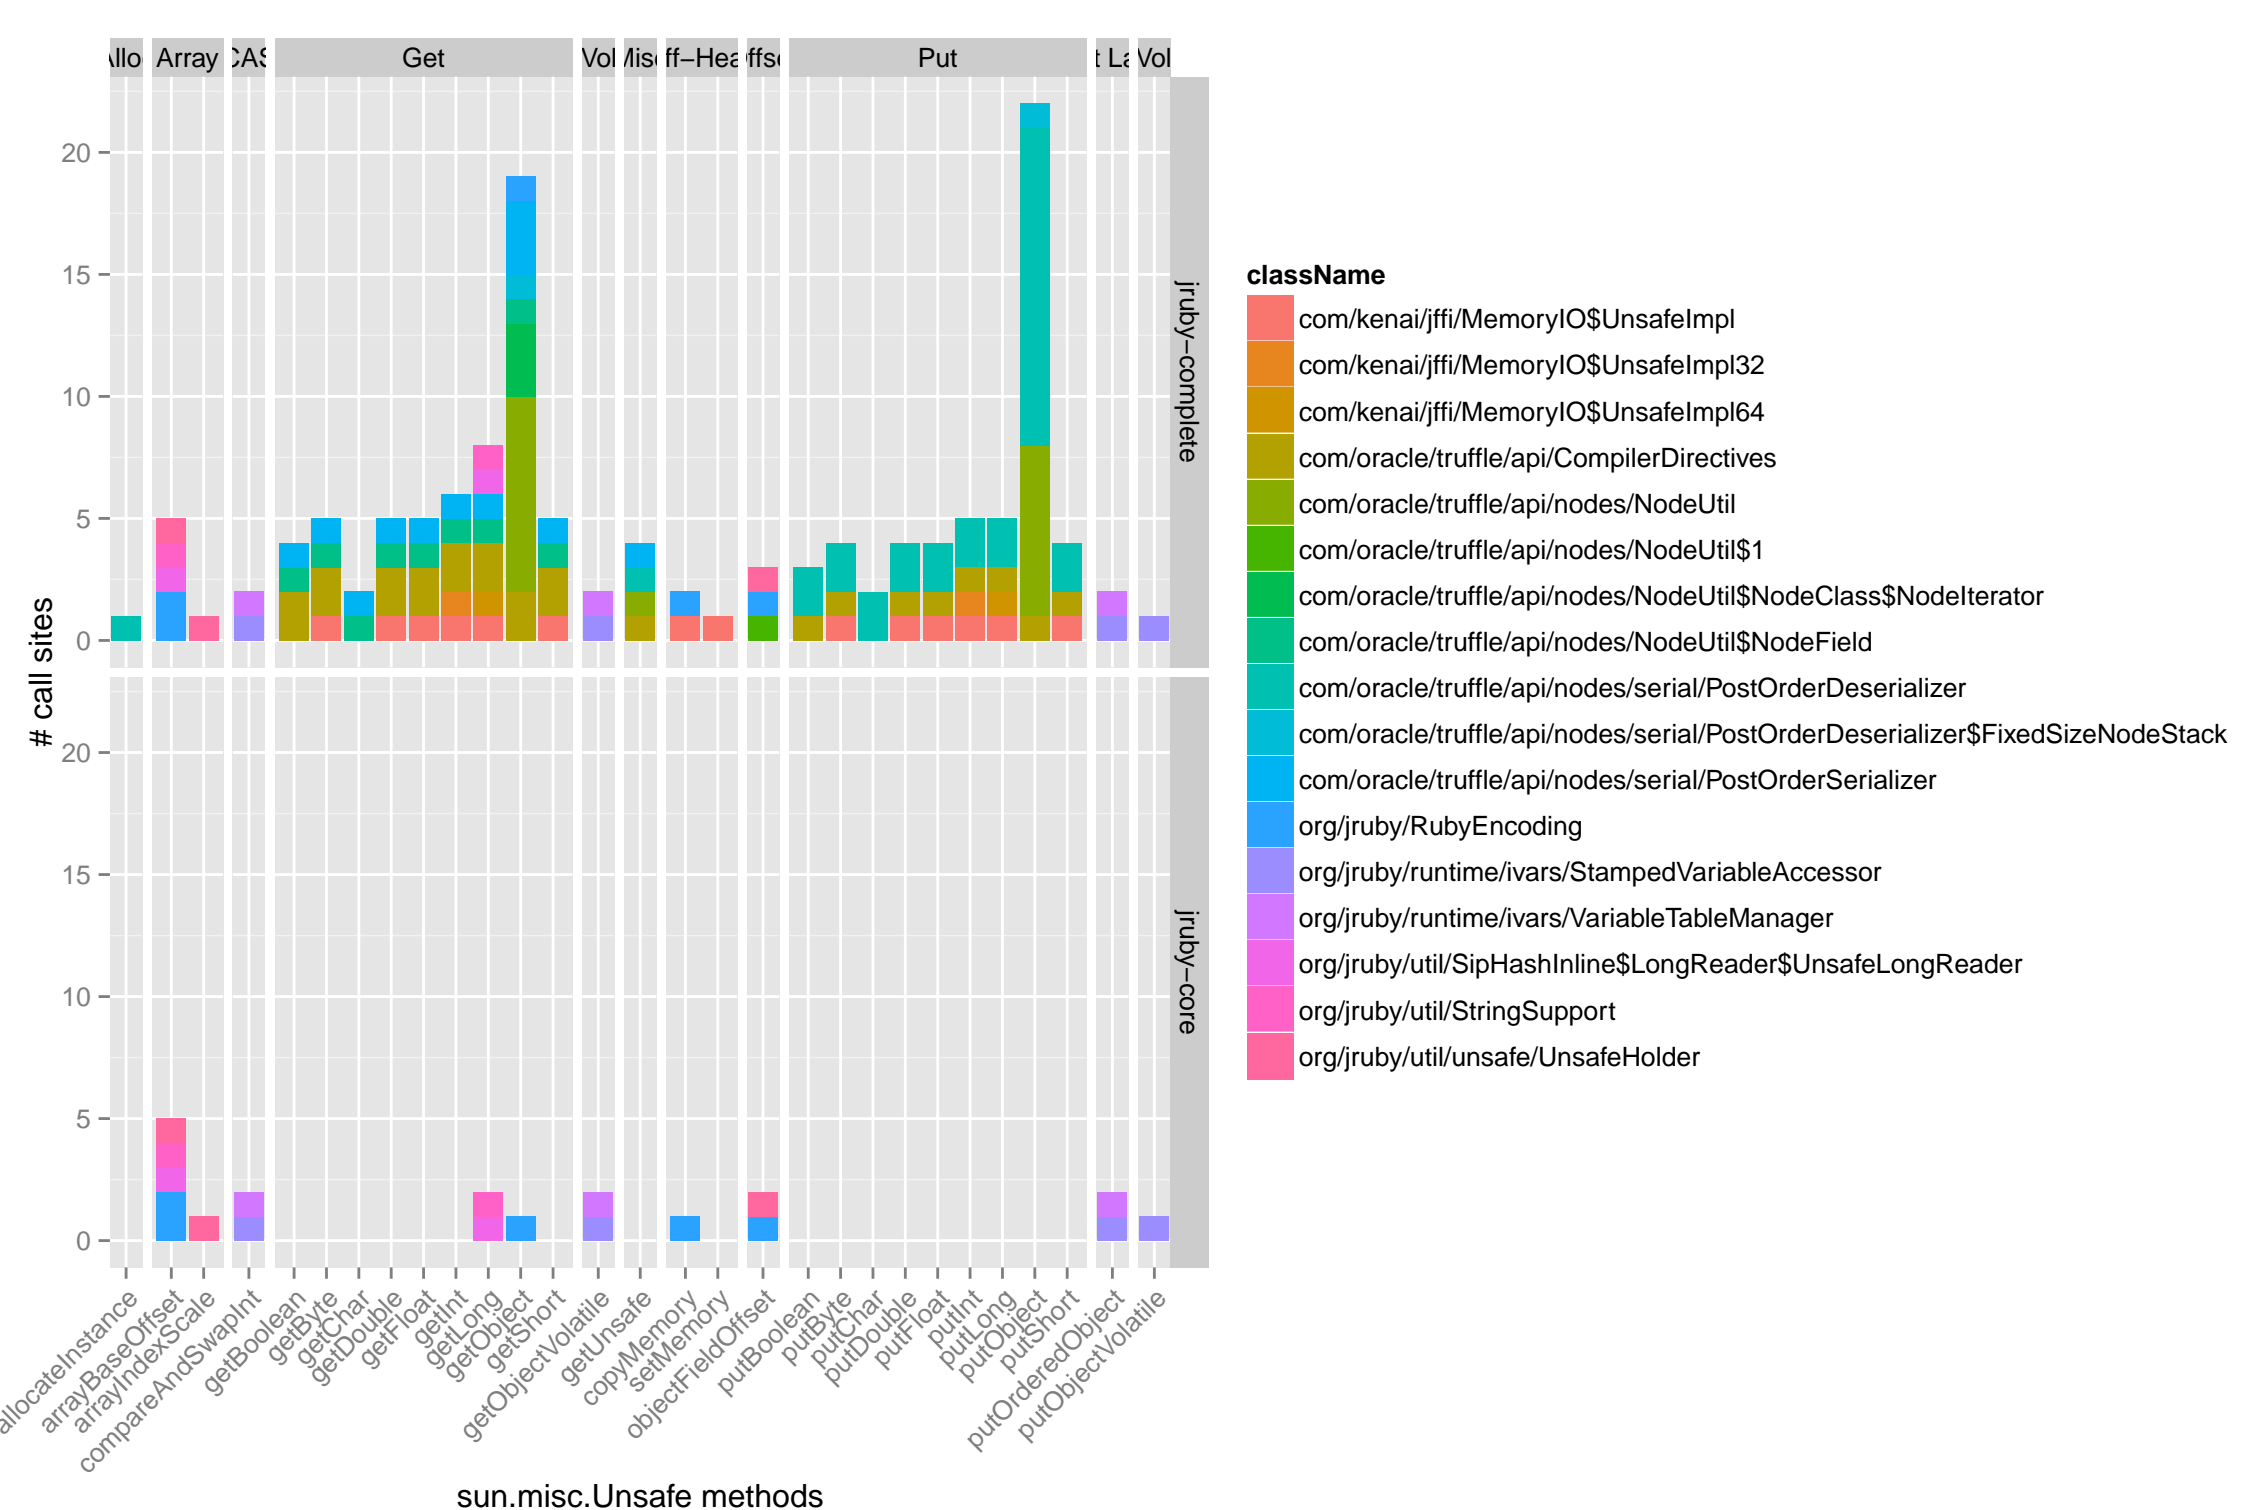 Array
Get
Vol
Put
Vol
20
15
10
5
0
jruby-complete
20
15
10
5
0
jruby-core
# call sites
allocateInstance
arrayBaseOffset
arrayIndexScale
compareAndSwapInt
getBoolean
getByte
getChar
getDouble
getFloat
getInt
getLong
getObject
getShort
getObjectVolatile
getUnsafe
copyMemory
setMemory
objectFieldOffset
putBoolean
putByte
putChar
putDouble
putFloat
putInt
putLong
putObject
putShort
putOrderedObject
putObjectVolatile
sun.misc.Unsafe methods
className
com/kenai/jffi/MemoryIO$UnsafeImpl
com/kenai/jffi/MemoryIO$UnsafeImpl32
com/kenai/jffi/MemoryIO$UnsafeImpl64
com/oracle/truffle/api/CompilerDirectives
com/oracle/truffle/api/nodes/NodeUtil
com/oracle/truffle/api/nodes/NodeUtil$1
com/oracle/truffle/api/nodes/NodeUtil$NodeClass$NodeIterator
com/oracle/truffle/api/nodes/NodeUtil$NodeField
com/oracle/truffle/api/nodes/serial/PostOrderDeserializer
com/oracle/truffle/api/nodes/serial/PostOrderDeserializer$FixedSizeNodeStack
com/oracle/truffle/api/nodes/serial/PostOrderSerializer
org/jruby/RubyEncoding
org/jruby/runtime/ivars/StampedVariableAccessor
org/jruby/runtime/ivars/VariableTableManager
org/jruby/util/SipHashInline$LongReader$UnsafeLongReader
org/jruby/util/StringSupport
org/jruby/util/unsafe/UnsafeHolder